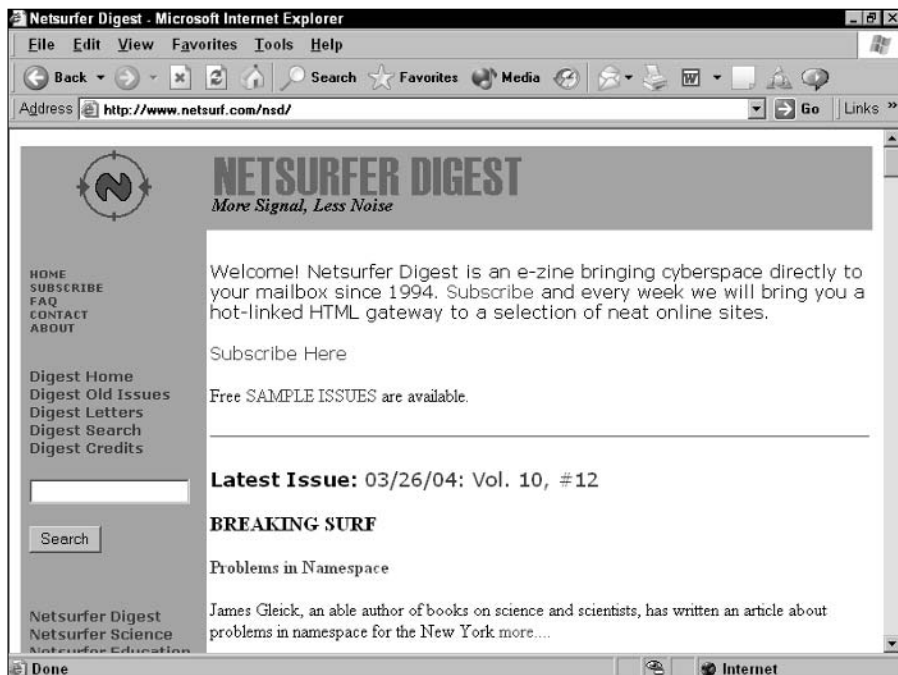 Netsurfer Digest - Microsoft Internet Explorer
File Edit View Favorites Tools Help
Back Search Favorites Media
Address http://www.netsurf.com/nsd/ Go Links »
NETSURFER DIGEST
More Signal, Less Noise
HOME
SUBSCRIBE
FAQ
CONTACT
ABOUT
Digest Home
Digest Old Issues
Digest Letters
Digest Search
Digest Credits
Search
Netsurfer Digest
Netsurfer Science
Netsurfer Education
Welcome! Netsurfer Digest is an e-zine bringing cyberspace directly to
your mailbox since 1994. Subscribe and every week we will bring you a
hot-linked HTML gateway to a selection of neat online sites.
Subscribe Here
Free SAMPLE ISSUES are available.
Latest Issue: 03/26/04: Vol. 10, #12
BREAKING SURF
Problems in Namespace
James Gleick, an able author of books on science and scientists, has written an article about
problems in namespace for the New York more....
Done Internet